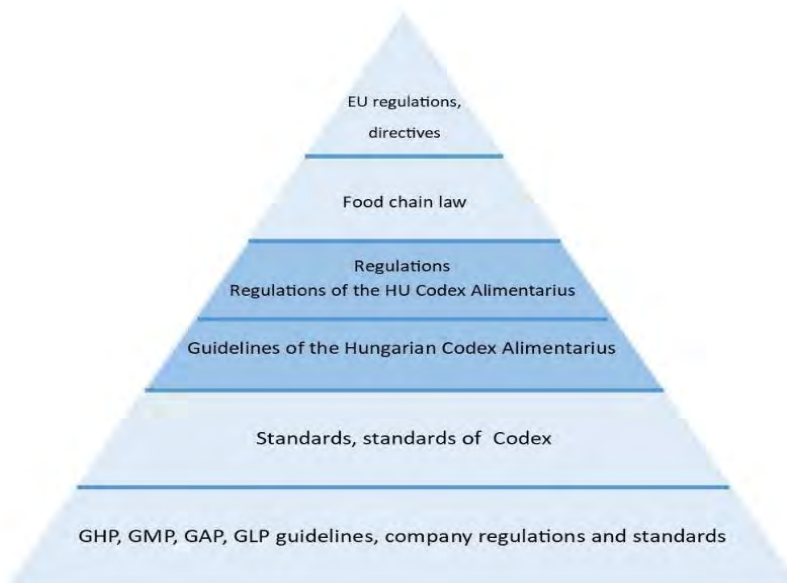 EU regulations,
directives
Food chain law
Regulations
Regulations of the HU Codex Alimentarius
Guidelines of the Hungarian Codex Alimentarius
Standards, standards of Codex
GHP, GMP, GAP, GLP guidelines, company regulations and standards